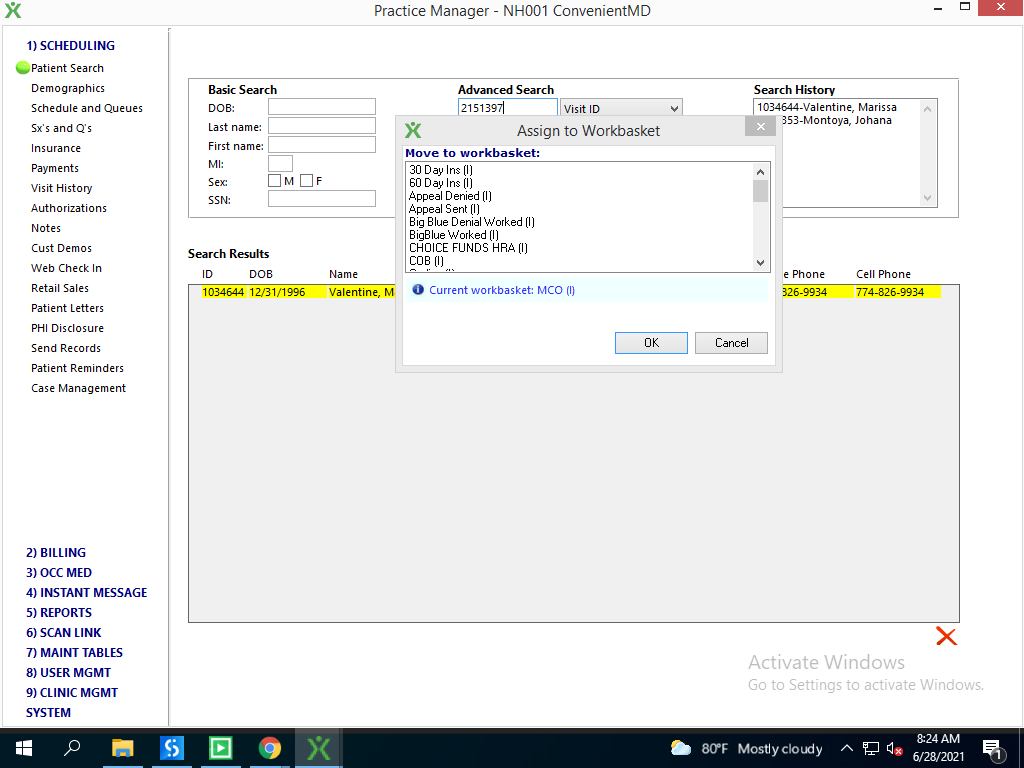 Practice Manager - NH001 ConvenientMD
1) SCHEDULING
Patient Search
Demographics
Schedule and Queues
Sx's and Q's
Insurance
Payments
Visit History
Authorizations
Notes
Cust Demos
Web Check In
Retail Sales
Patient Letters
PHI Disclosure
Send Records
Patient Reminders
Case Management
2) BILLING
3) OCC MED
4) INSTANT MESSAGE
5) REPORTS
6) SCAN LINK
7) MAINT TABLES
8) USER MGMT
9) CLINIC MGMT
SYSTEM
Basic Search
DOB:
Last name:
First name:
MI:
Sex: M F
SSN:
Advanced Search
2151397 Visit ID
Search History
1034644-Valentine, Marissa
853-Montoya, Johana
Assign to Workbasket
Move to workbasket:
30 Day Ins (I)
60 Day Ins (I)
Appeal Denied (I)
Appeal Sent (I)
Big Blue Denial Worked (I)
BigBlue Worked (I)
CHOICE FUNDS HRA (I)
COB (I)
Current workbasket: MCO (I)
OK Cancel
Search Results
ID DOB Name e Phone Cell Phone
1034644 12/31/1996 Valentine, M 826-9934 774-826-9934
Activate Windows
Go to Settings to activate Windows.
80°F Mostly cloudy
8:24 AM
6/28/2021
1